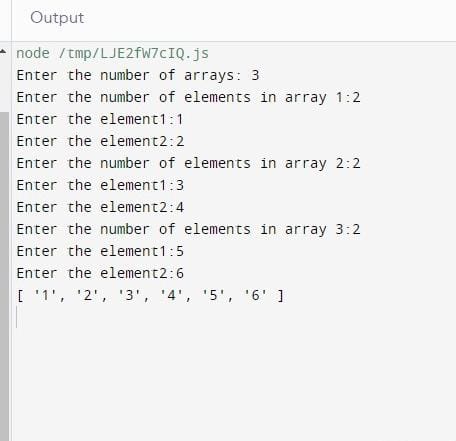 Output
node /tmp/LJE2fW7cIQ.js
Enter the number of arrays: 3
Enter the number of elements in array 1:2
Enter the element1:1
Enter the element2:2
Enter the number of elements in array 2:2
Enter the element1:3
Enter the element2:4
Enter the number of elements in array 3:2
Enter the element1:5
Enter the element2:6
[ '1', '2', '3', '4', '5', '6' ]